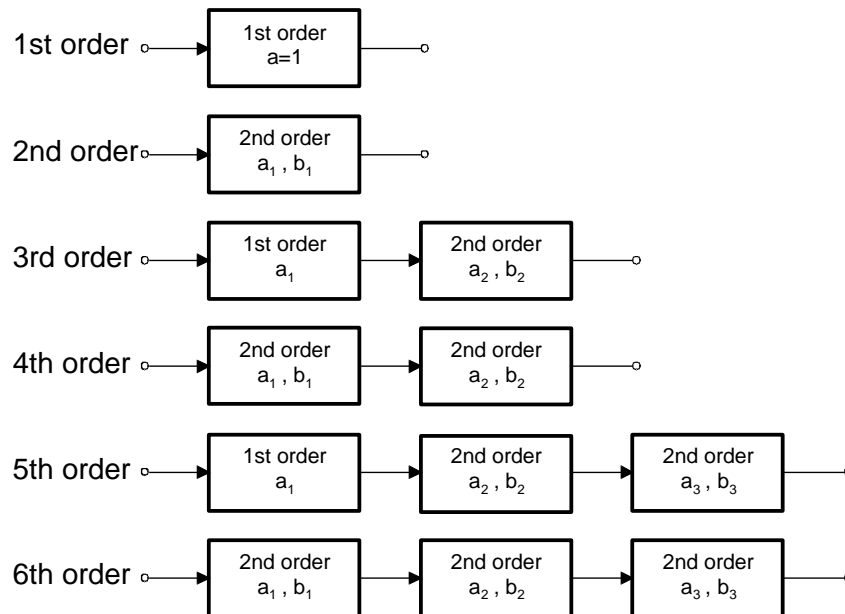 1st order
1st order
a=1
2nd order
2nd order
a₁ , b₁
3rd order
1st order
a₁
2nd order
a₂ , b₂
4th order
2nd order
a₁ , b₁
2nd order
a₂ , b₂
5th order
1st order
a₁
2nd order
a₂ , b₂
2nd order
a₃ , b₃
6th order
2nd order
a₁ , b₁
2nd order
a₂ , b₂
2nd order
a₃ , b₃